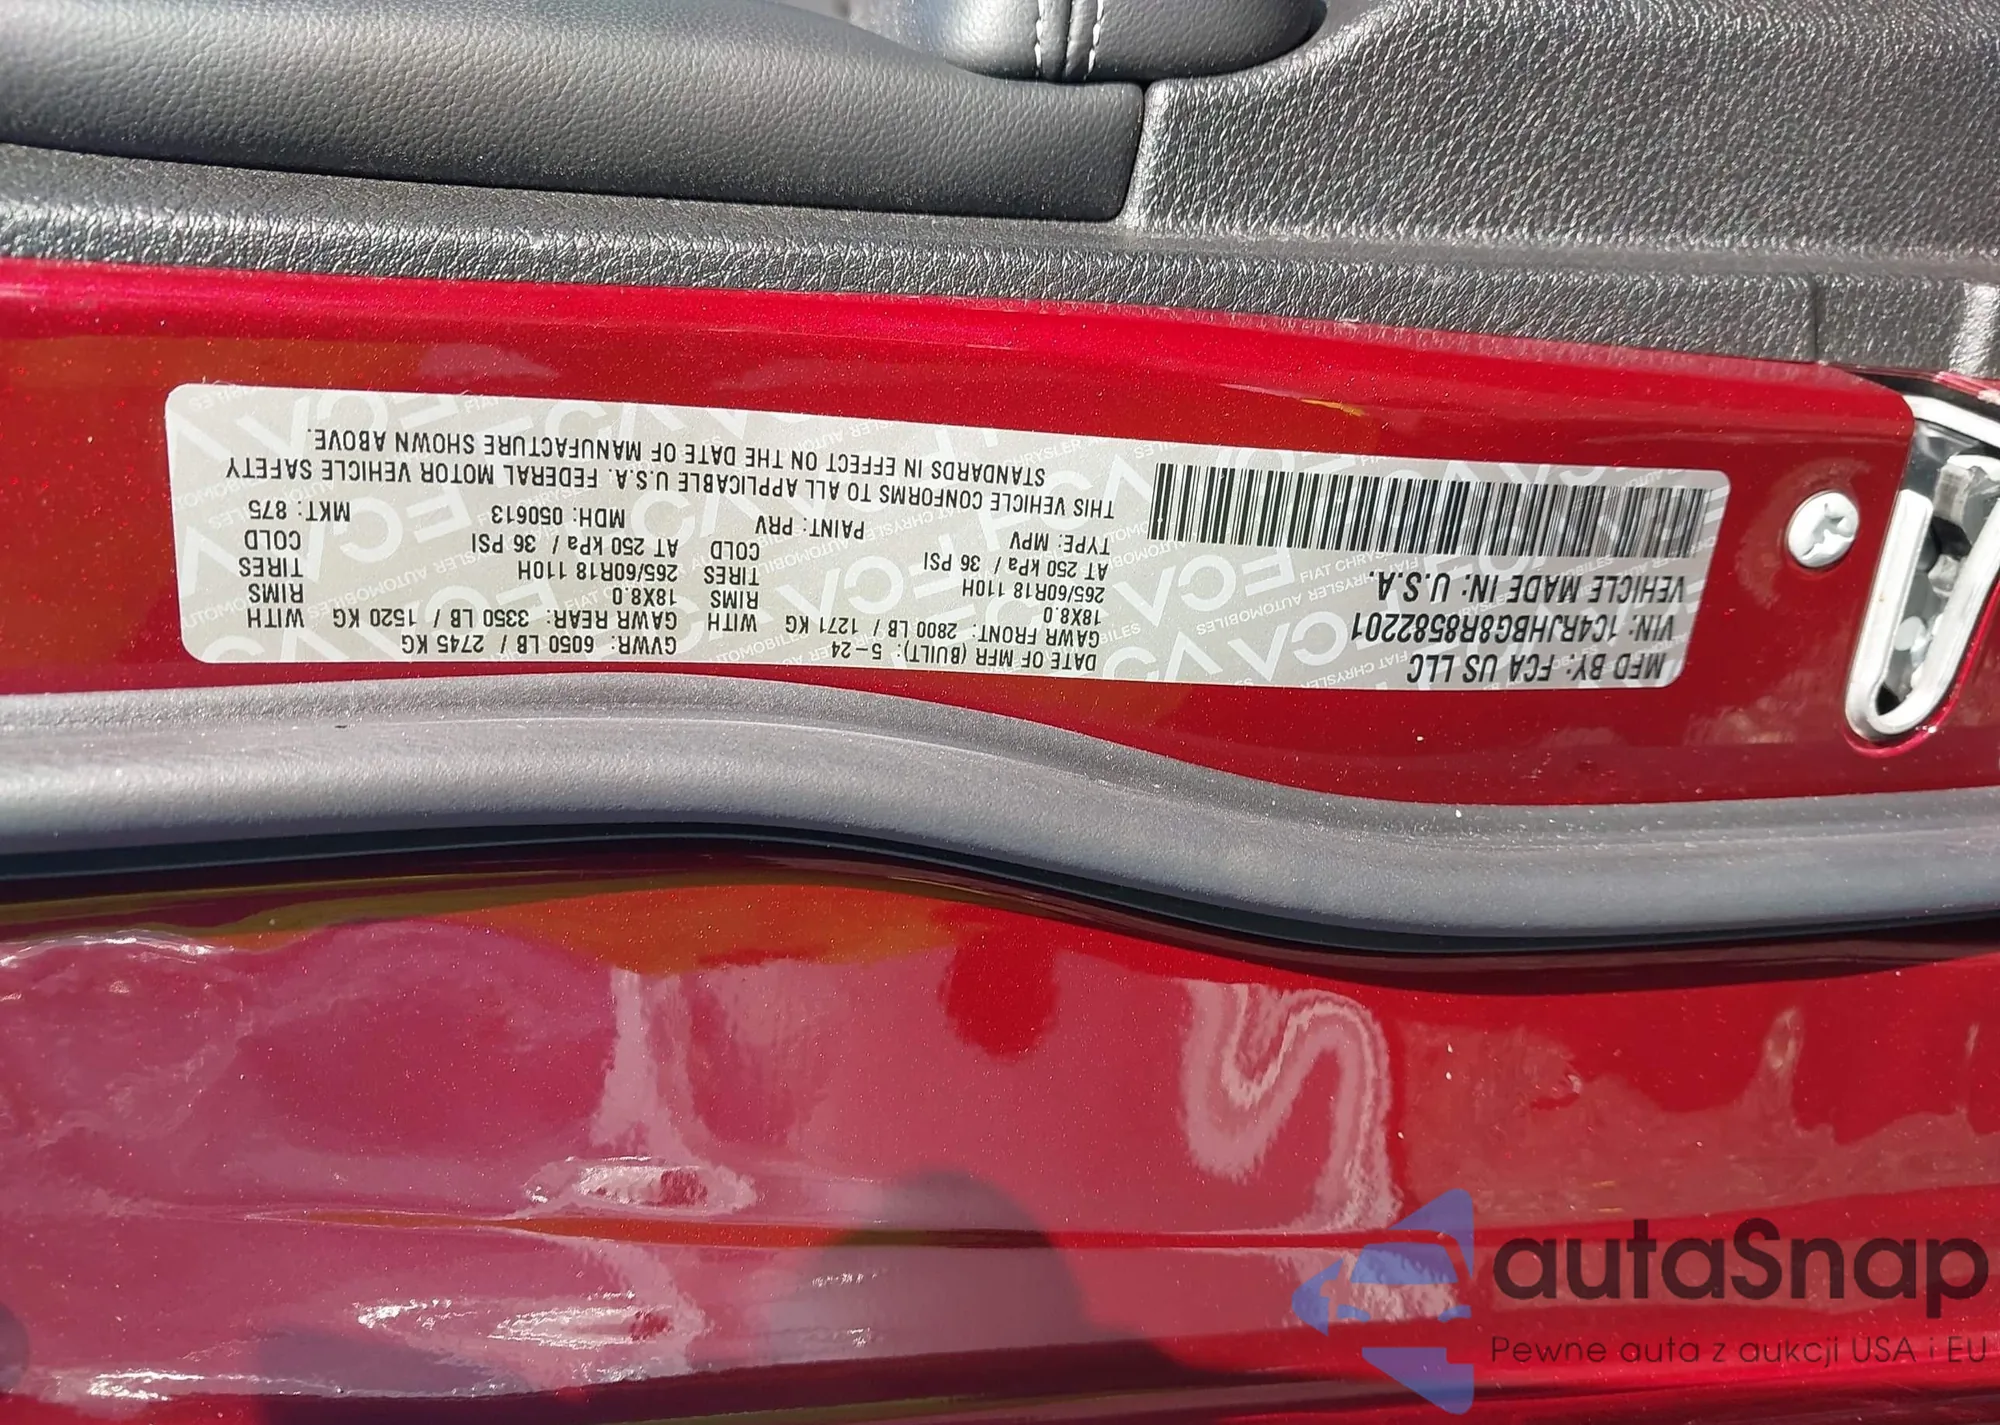 MFD BY: FCA US LLC
VIN: 1C4RJHBG8R8582201
VEHICLE MADE IN: U.S.A.
DATE OF MFR (BUILT): 5-24 GVWR: 6050 LB / 2745 KG
GAWR FRONT: 2800 LB / 1271 KG WITH GAWR REAR: 3350 LB / 1520 KG WITH
18X8.0 RIMS 18X8.0 RIMS
265/60R18 110H TIRES 265/60R18 110H TIRES
AT 250 kPa / 36 PSI COLD AT 250 kPa / 36 PSI COLD
TYPE: MPV PAINT: PRV MDH: 050613 MKT: 875
THIS VEHICLE CONFORMS TO ALL APPLICABLE U.S.A. FEDERAL MOTOR VEHICLE SAFETY
STANDARDS IN EFFECT ON THE DATE OF MANUFACTURE SHOWN ABOVE.
autaSnap
Pewne auta z aukcji USA i EU